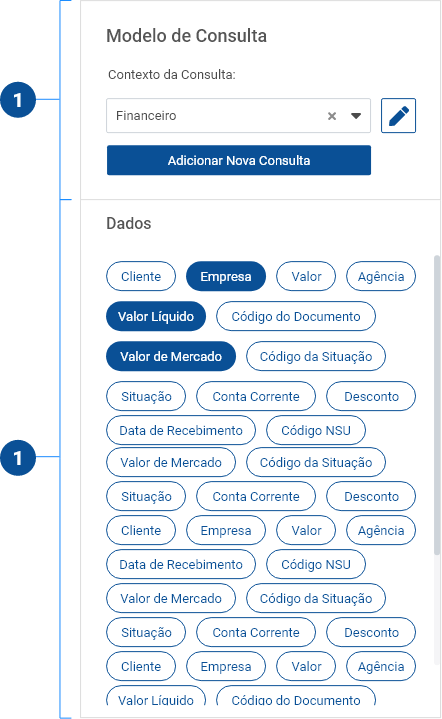 Modelo de Consulta
1
Contexto da Consulta:
Financeiro
Adicionar Nova Consulta
Dados
Cliente Empresa Valor Agência
Valor Líquido Código do Documento
Valor de Mercado Código da Situação
Situação Conta Corrente Desconto
Data de Recebimento Código NSU
1
Valor de Mercado Código da Situação
Situação Conta Corrente Desconto
Cliente Empresa Valor Agência
Data de Recebimento Código NSU
Valor de Mercado Código da Situação
Situação Conta Corrente Desconto
Cliente Empresa Valor Agência
Valor Líquido Código do Documento